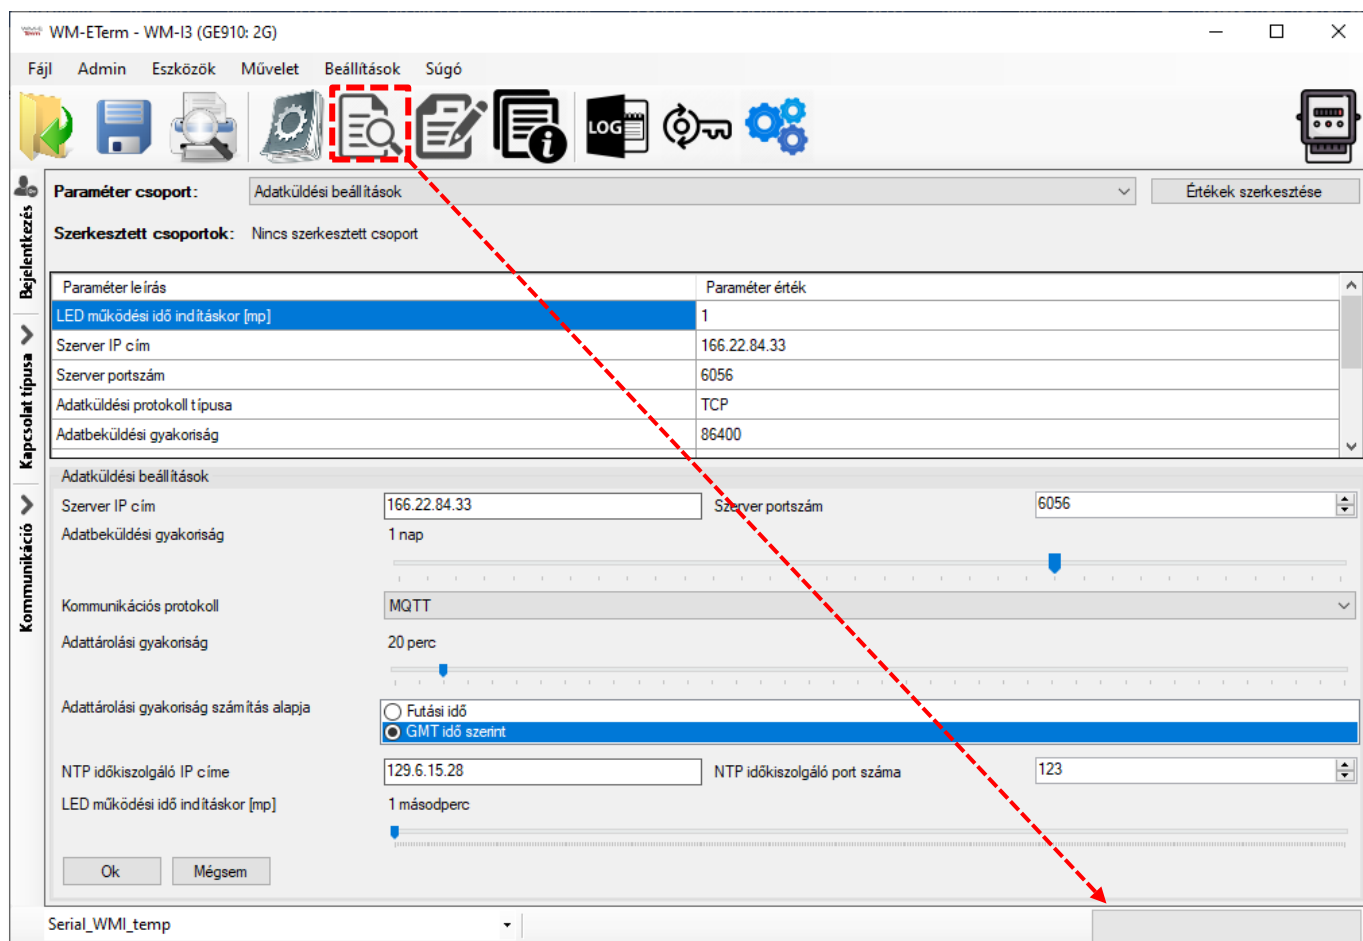 WM-ETerm - WM-I3 (GE910: 2G)
Fájl Admin Eszközök Művelet Beállítások Súgó
LOG
Paraméter csoport: Adatküldési beállítások Értékek szerkesztése
Szerkesztett csoportok: Nincs szerkesztett csoport
Bejelentkezés
Kapcsolat típusa
Kommunikáció
Paraméter leírás Paraméter érték
LED működési idő indításkor [mp] 1
Szerver IP cím 166.22.84.33
Szerver portszám 6056
Adatküldési protokoll típusa TCP
Adatbeküldési gyakoriság 86400
Adatküldési beállítások
Szerver IP cím 166.22.84.33 Szerver portszám 6056
Adatbeküldési gyakoriság 1 nap
Kommunikációs protokoll MQTT
Adattárolási gyakoriság 20 perc
Adattárolási gyakoriság számítás alapja Futási idő
GMT idő szerint
NTP időkiszolgáló IP címe 129.6.15.28 NTP időkiszolgáló port száma 123
LED működési idő indításkor [mp] 1 másodperc
Ok Mégsem
Serial_WMI_temp